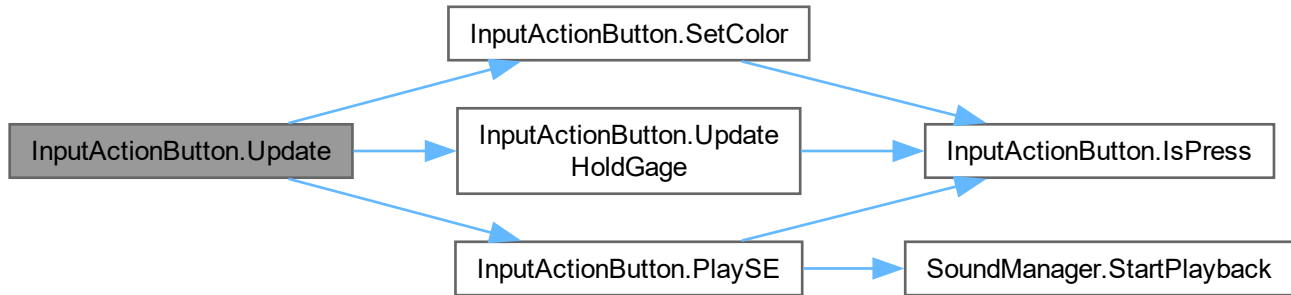 InputActionButton.Update
InputActionButton.SetColor
InputActionButton.Update
HoldGage
InputActionButton.PlaySE
InputActionButton.IsPress
SoundManager.StartPlayback